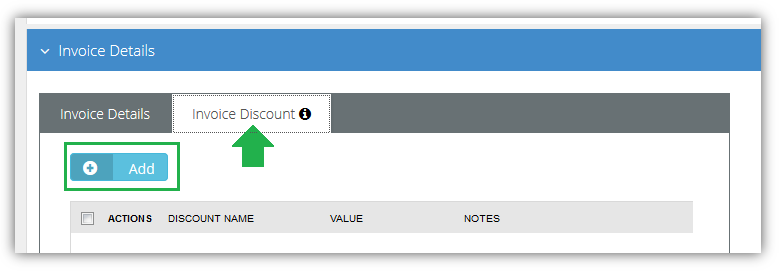 Invoice Details
Invoice Details Invoice Discount
Add
ACTIONS DISCOUNT NAME VALUE NOTES